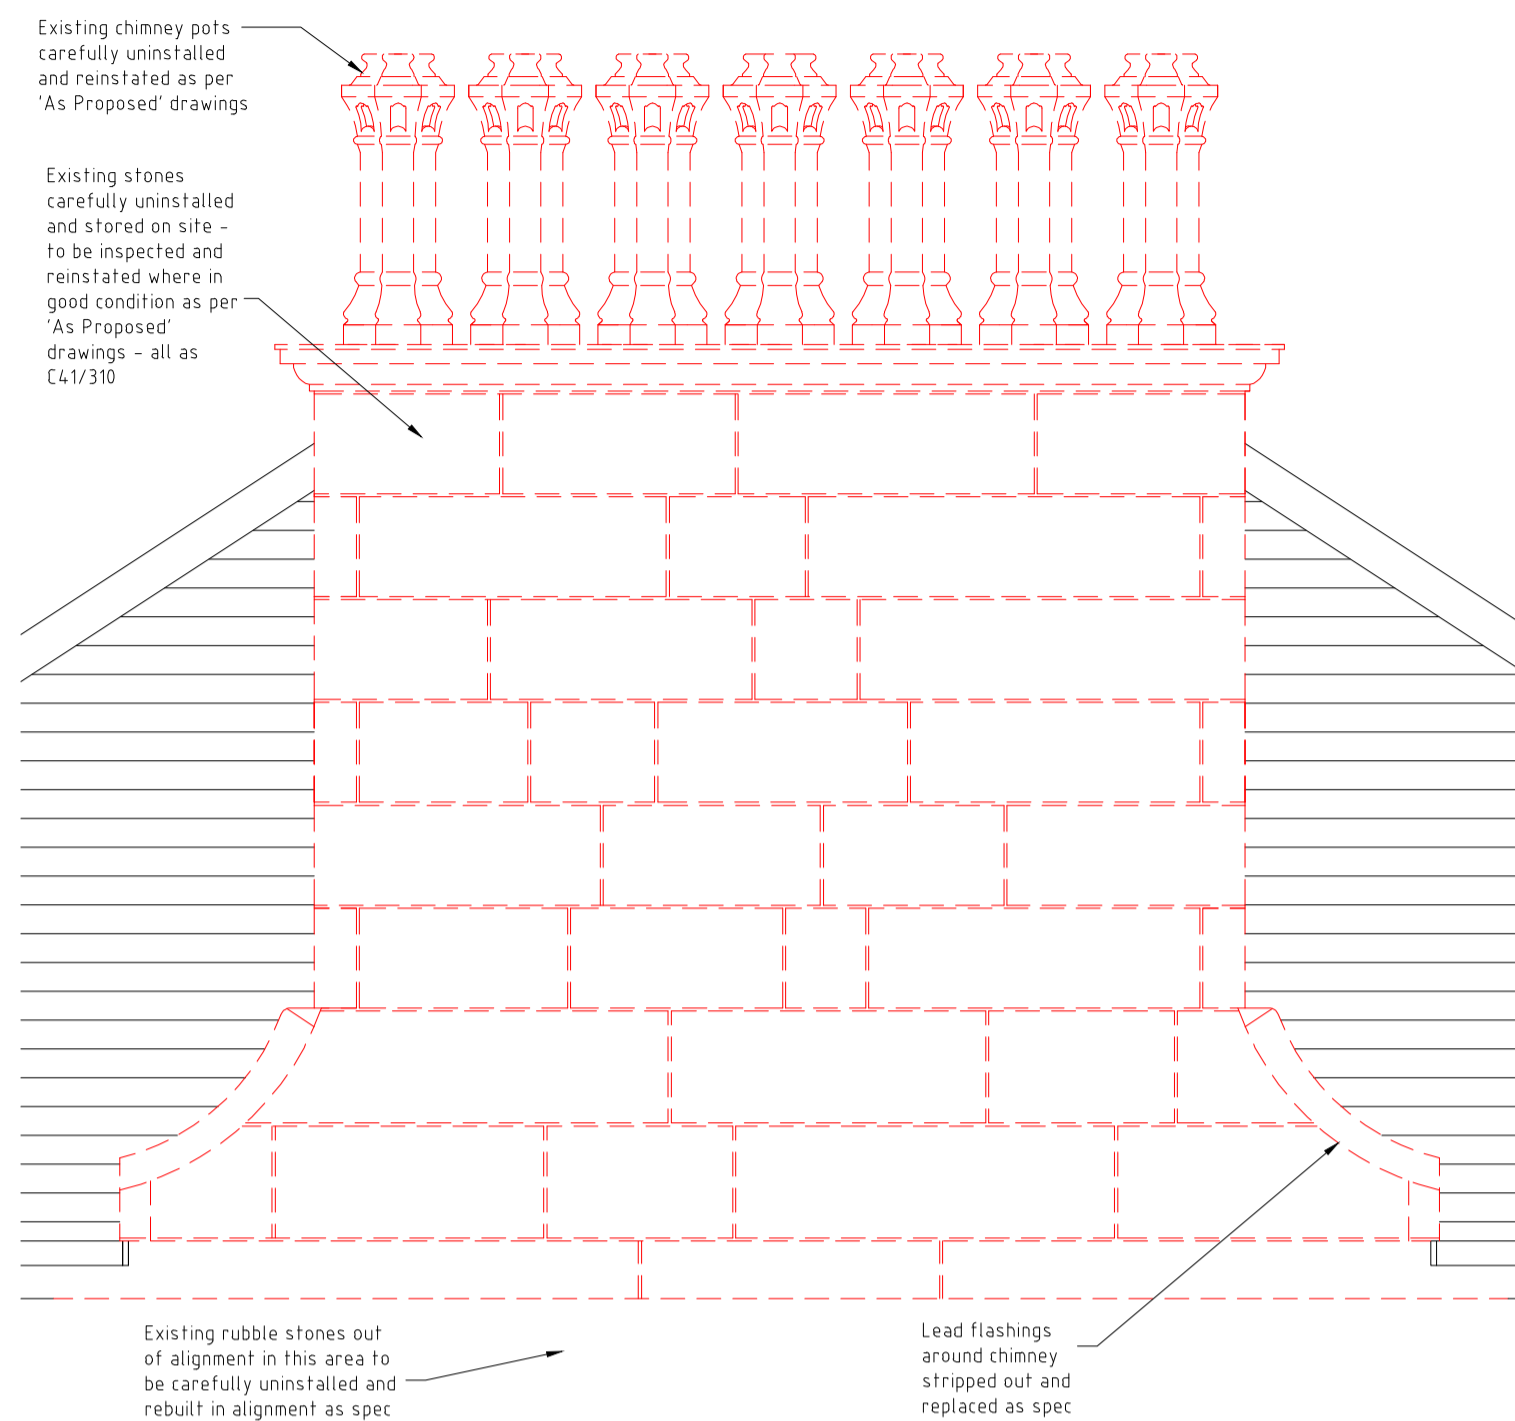 Existing chimney pots
carefully uninstalled
and reinstated as per
'As Proposed' drawings
Existing stones
carefully uninstalled
and stored on site -
to be inspected and
reinstated where in
good condition as per
'As Proposed'
drawings - all as
C41/310
Existing rubble stones out
of alignment in this area to
be carefully uninstalled and
rebuilt in alignment as spec
Lead flashings
around chimney
stripped out and
replaced as spec